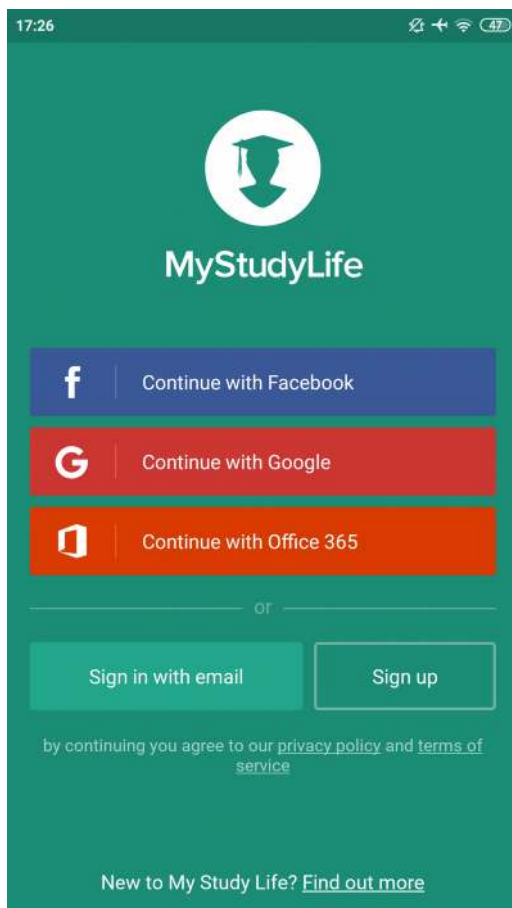 17:26
47
MyStudyLife
f
Continue with Facebook
G
Continue with Google
Continue with Office 365
or
Sign in with email
Sign up
by continuing you agree to our privacy policy and terms of
service
New to My Study Life? Find out more